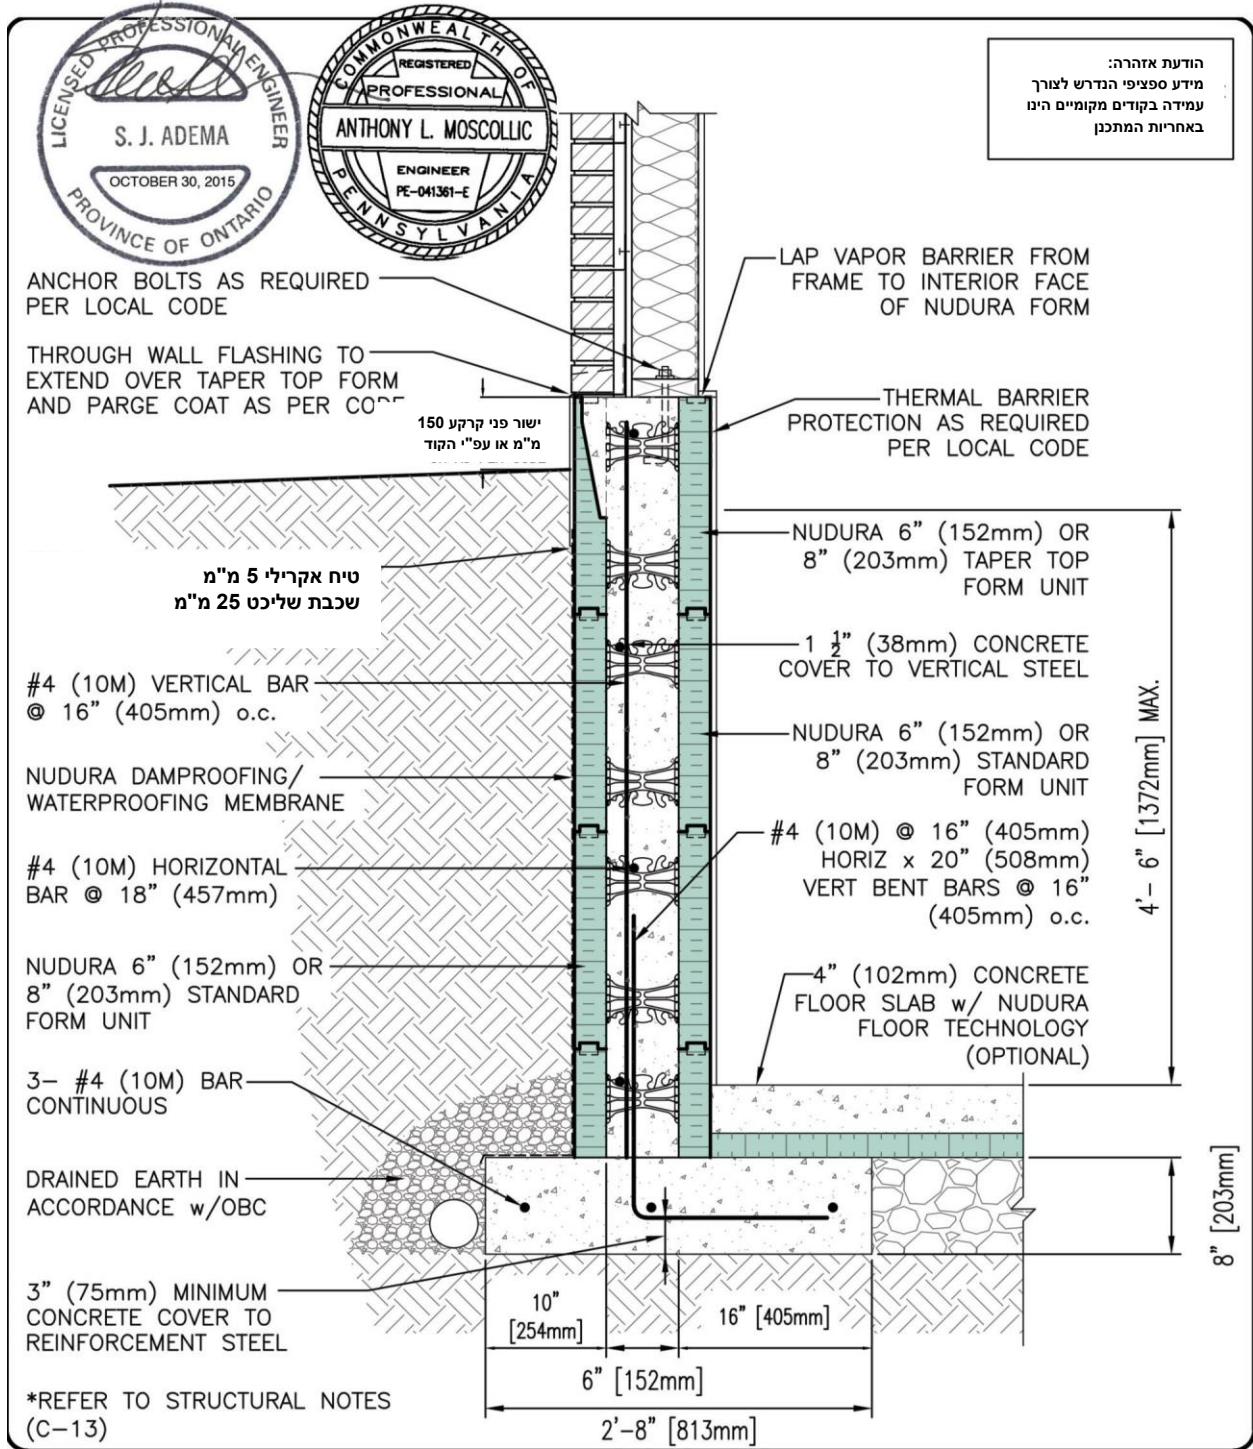 LICENSED PROFESSIONAL ENGINEER
S. J. ADEMA
OCTOBER 30, 2015
PROVINCE OF ONTARIO
COMMONWEALTH OF
REGISTERED
PROFESSIONAL
ANTHONY L. MOSCOLLIC
ENGINEER
PE-041361-E
PENNSYLVANIA
הודעת אזהרה:
מידע ספציפי הנדרש לצורך
עמידה בקודים מקומיים הינו
באחריות המתכנן
ANCHOR BOLTS AS REQUIRED
PER LOCAL CODE
THROUGH WALL FLASHING TO
EXTEND OVER TAPER TOP FORM
AND PARGE COAT AS PER
ישור פני קרקע 150
מ"מ או עפ"י הקוד
טיח אקרילי 5 מ"מ
שכבת שליכט 25 מ"מ
#4 (10M) VERTICAL BAR
@ 16” (405mm) o.c.
NUDURA DAMPROOFING/
WATERPROOFING MEMBRANE
#4 (10M) HORIZONTAL
BAR @ 18” (457mm)
NUDURA 6” (152mm) OR
8” (203mm) STANDARD
FORM UNIT
3– #4 (10M) BAR
CONTINUOUS
DRAINED EARTH IN
ACCORDANCE w/OBC
3” (75mm) MINIMUM
CONCRETE COVER TO
REINFORCEMENT STEEL
*REFER TO STRUCTURAL NOTES
(C–13)
LAP VAPOR BARRIER FROM
FRAME TO INTERIOR FACE
OF NUDURA FORM
THERMAL BARRIER
PROTECTION AS REQUIRED
PER LOCAL CODE
NUDURA 6” (152mm) OR
8” (203mm) TAPER TOP
FORM UNIT
1 ½” (38mm) CONCRETE
COVER TO VERTICAL STEEL
NUDURA 6” (152mm) OR
8” (203mm) STANDARD
FORM UNIT
#4 (10M) @ 16” (405mm)
HORIZ x 20” (508mm)
VERT BENT BARS @ 16”
(405mm) o.c.
4” (102mm) CONCRETE
FLOOR SLAB w/ NUDURA
FLOOR TECHNOLOGY
(OPTIONAL)
4’– 6” [1372mm] MAX.
8” [203mm]
10”
[254mm]
16” [405mm]
6” [152mm]
2’–8” [813mm]